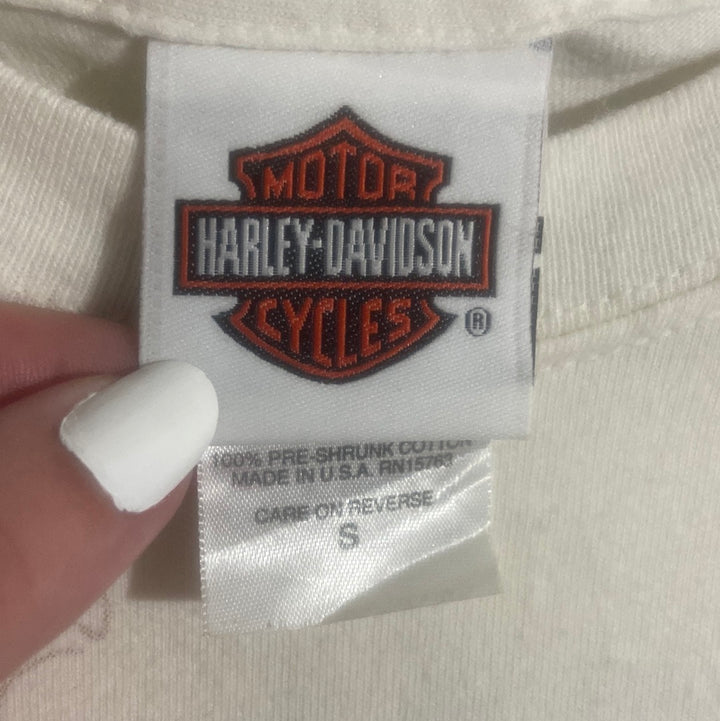 MOTOR
HARLEY-DAVIDSON
CYCLES
®
100% PRE-SHRUNK COTTON
MADE IN U.S.A. RN15763
CARE ON REVERSE
S